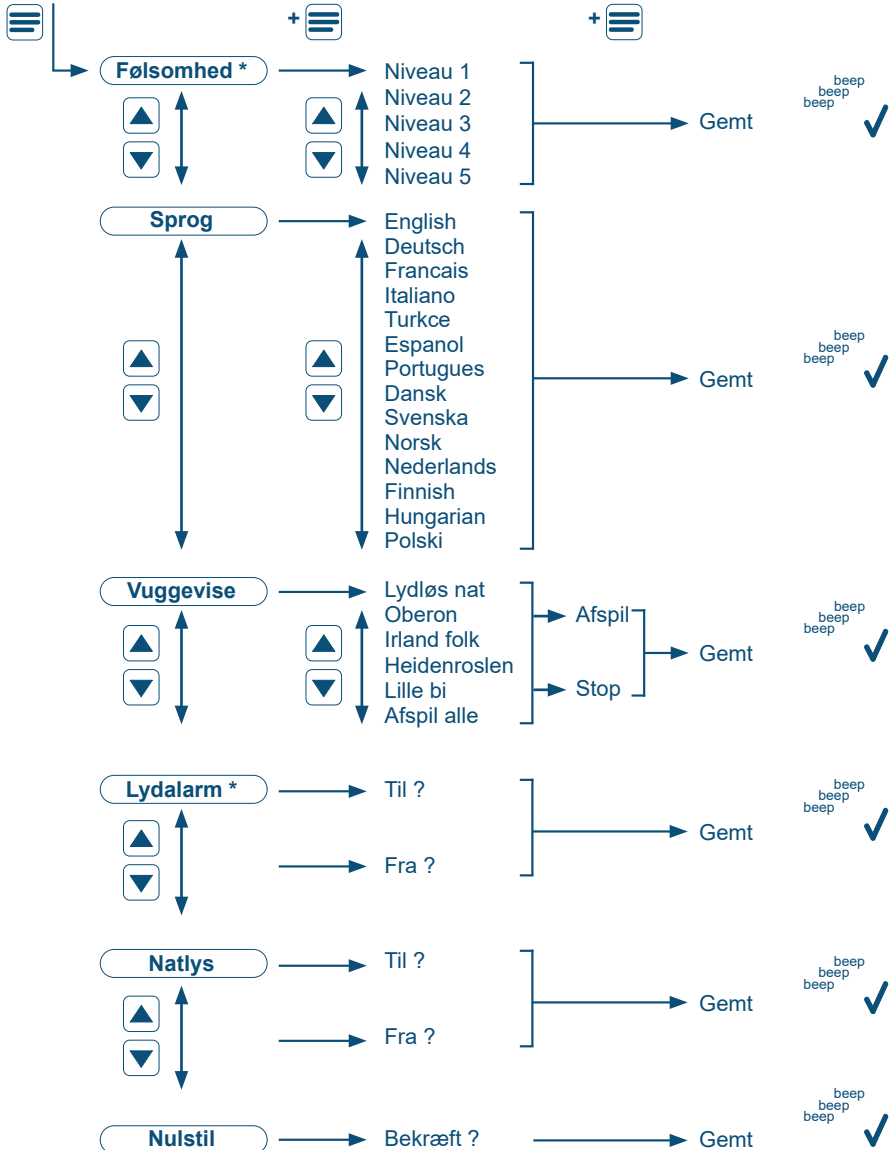 +
+
Følsomhed *
Niveau 1
Niveau 2
Niveau 3
Niveau 4
Niveau 5
Gemt
beep
beep
beep
Sprog
English
Deutsch
Francais
Italiano
Turkce
Espanol
Portugues
Dansk
Svenska
Norsk
Nederlands
Finnish
Hungarian
Polski
Gemt
beep
beep
beep
Vuggevise
Lydløs nat
Oberon
Irland folk
Heidenroslen
Lille bi
Afspil alle
Afspil
Stop
Gemt
beep
beep
beep
Lydalarm *
Til ?
Fra ?
Gemt
beep
beep
beep
Natlys
Til ?
Fra ?
Gemt
beep
beep
beep
Nulstil
Bekræft ?
Gemt
beep
beep
beep